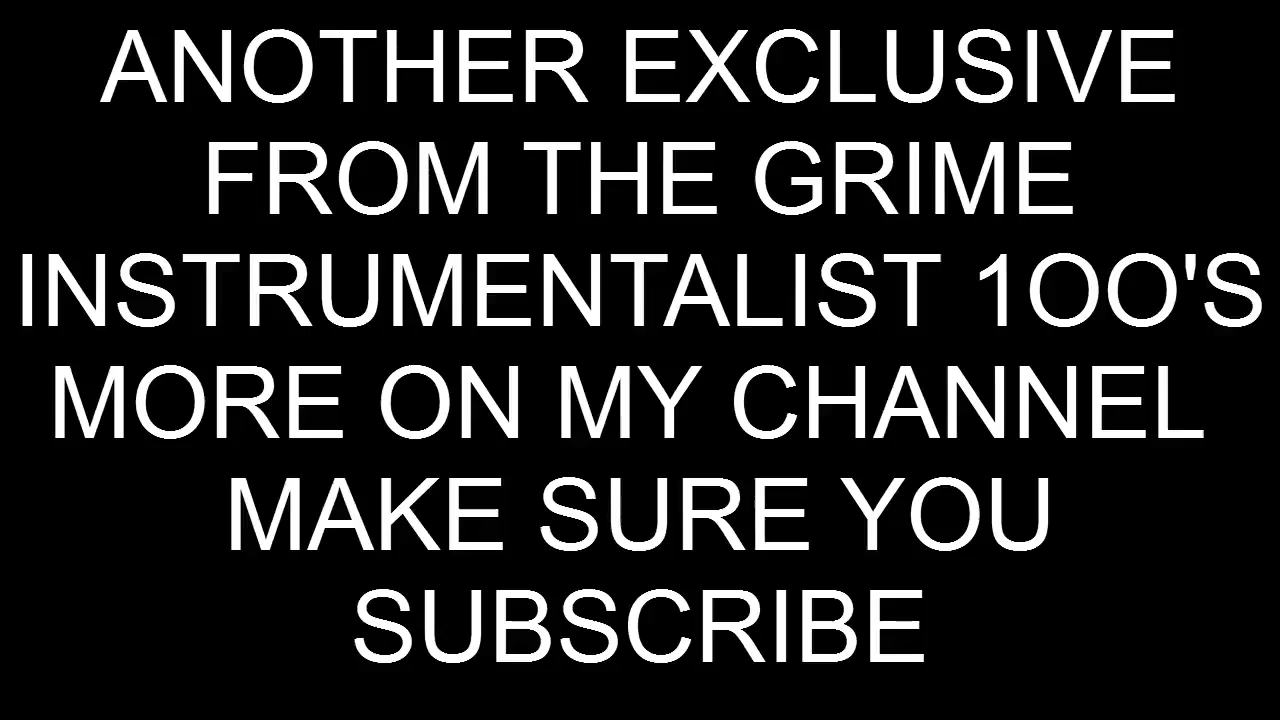 ANOTHER EXCLUSIVE
FROM THE GRIME
INSTRUMENTALIST 1OO'S
MORE ON MY CHANNEL
MAKE SURE YOU
SUBSCRIBE